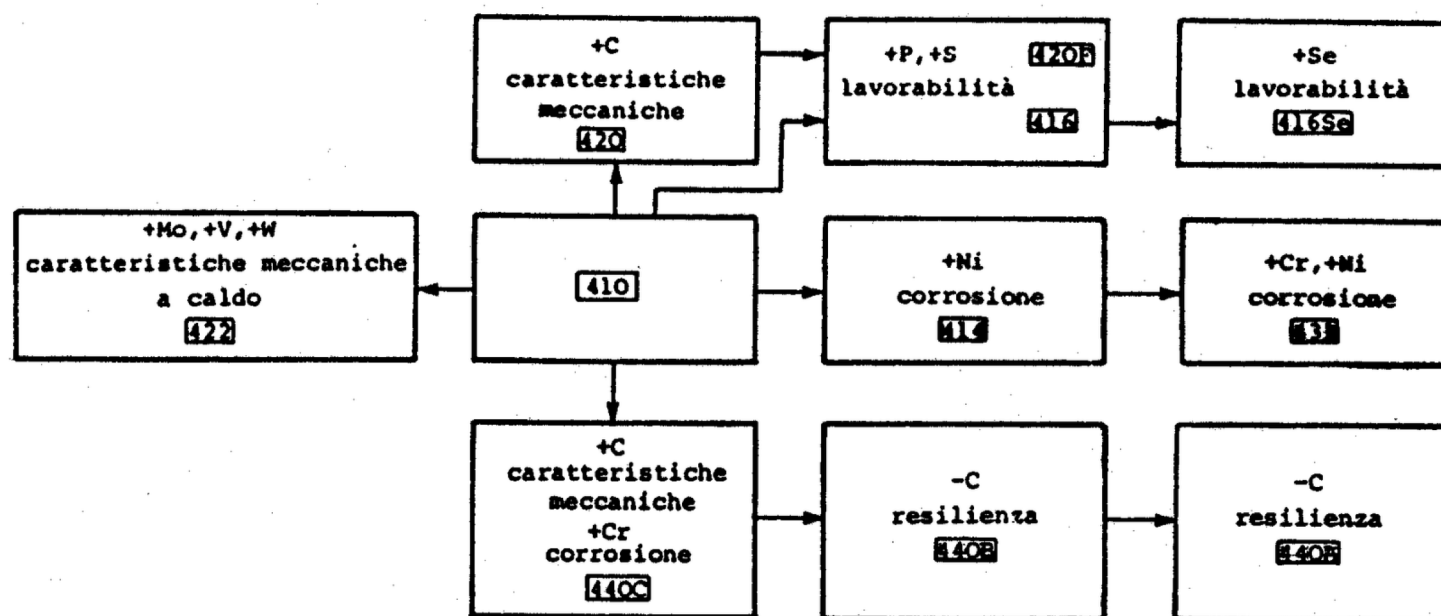 +C
caratteristiche
meccaniche
420
+P,+S 420F
lavorabilità
416
+Se
lavorabilità
416Se
+Mo,+V,+W
caratteristiche meccaniche
a caldo
422
410
+Ni
corrosione
414
+Cr,+Ni
corrosione
431
+C
caratteristiche
meccaniche
+Cr
corrosione
440C
-C
resilienza
440B
-C
resilienza